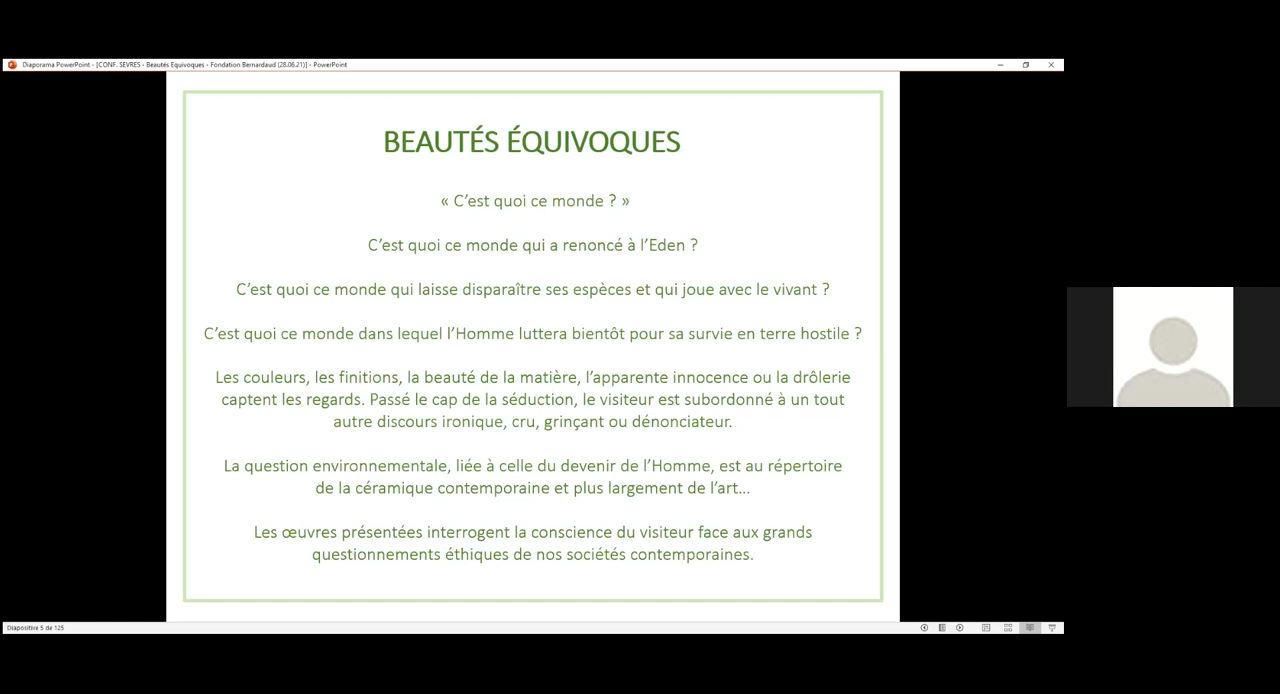 Diaporama PowerPoint - [CONF. SEVRES - Beautés Equivoques - Fondation Bernardaud (28.06.21)] - PowerPoint
BEAUTÉS ÉQUIVOQUES
« C’est quoi ce monde ? »
C’est quoi ce monde qui a renoncé à l’Eden ?
C’est quoi ce monde qui laisse disparaître ses espèces et qui joue avec le vivant ?
C’est quoi ce monde dans lequel l’Homme luttera bientôt pour sa survie en terre hostile ?
Les couleurs, les finitions, la beauté de la matière, l’apparente innocence ou la drôlerie
captent les regards. Passé le cap de la séduction, le visiteur est subordonné à un tout
autre discours ironique, cru, grinçant ou dénonciateur.
La question environnementale, liée à celle du devenir de l’Homme, est au répertoire
de la céramique contemporaine et plus largement de l’art…
Les œuvres présentées interrogent la conscience du visiteur face aux grands
questionnements éthiques de nos sociétés contemporaines.
Diapositive 5 de 125